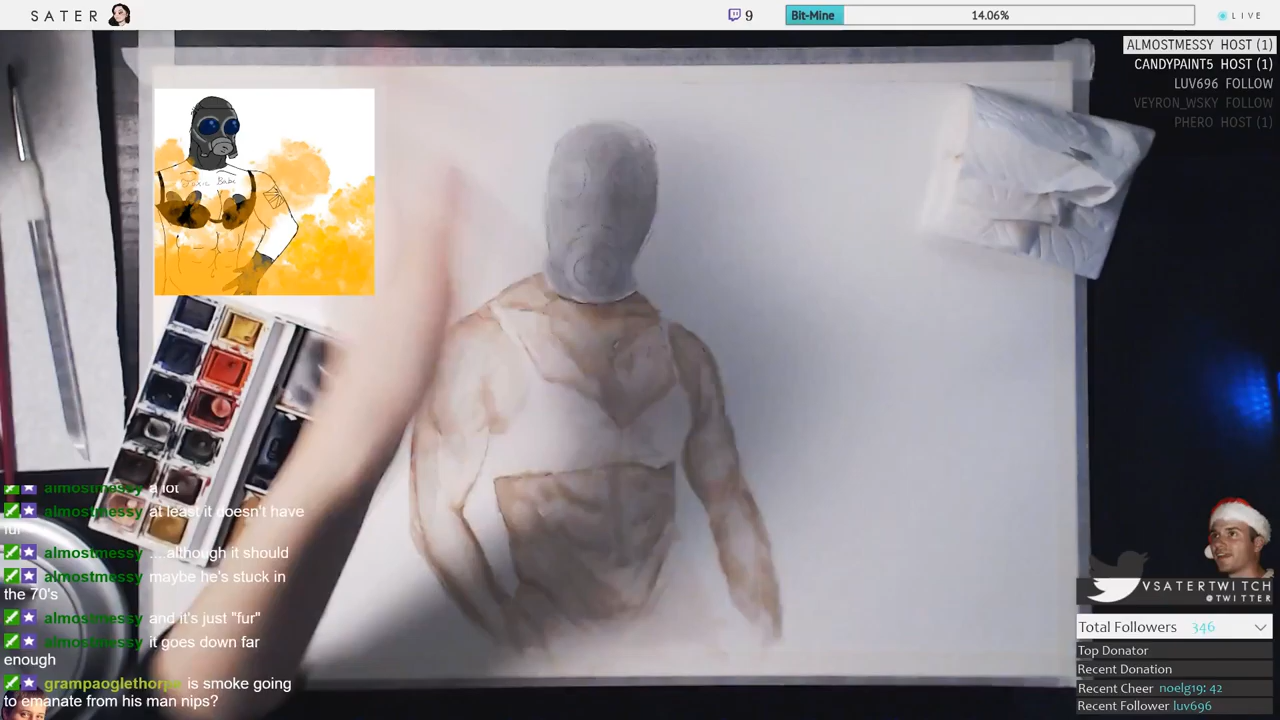 SATER
9
Bit-Mine
14.06%
LIVE
ALMOSTMESSY HOST (1)
CANDYPAINT5 HOST (1)
LUV696 FOLLOW
VEYRON_WSKY FOLLOW
PHERO HOST (1)
Toxic Babe
almostmessy a lot
almostmessy at least it doesn't have
fur
almostmessy ....although it should
almostmessy maybe he's stuck in
the 70's
almostmessy and it's just "fur"
almostmessy it goes down far
enough
grampaoglethorpe is smoke going
to emanate from his man nips?
VSATERTWITCH
@TWITTER
Total Followers 346
Top Donator
Recent Donation
Recent Cheer noelg19: 42
Recent Follower luv696